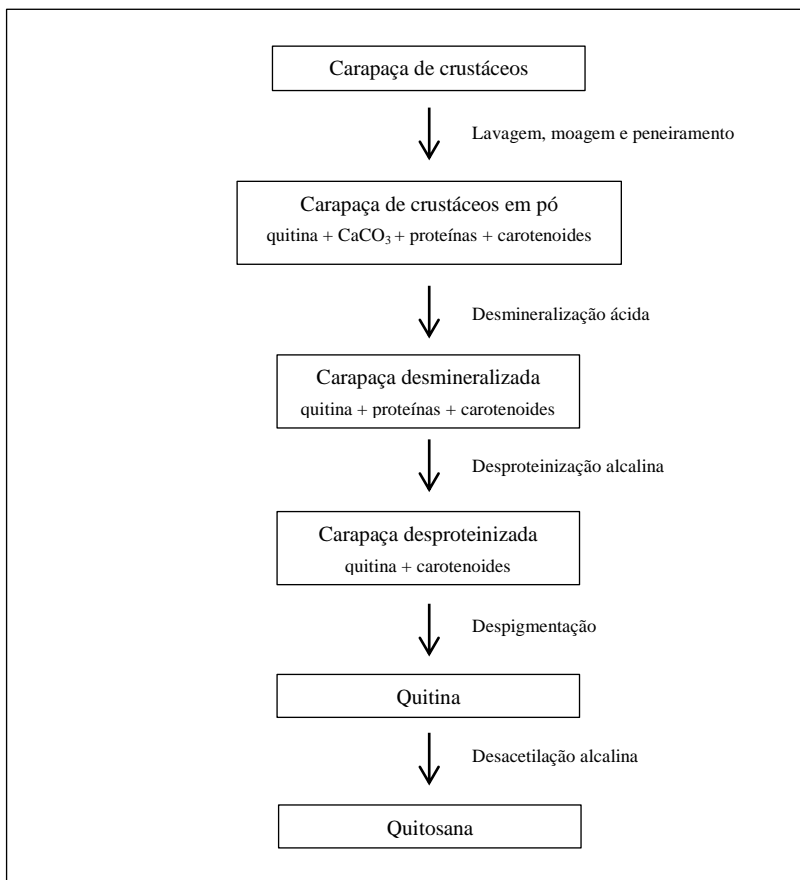 Carapaça de crustáceos
Lavagem, moagem e peneiramento
Carapaça de crustáceos em pó
quitina + CaCO₃ + proteínas + carotenoides
Desmineralização ácida
Carapaça desmineralizada
quitina + proteínas + carotenoides
Desproteinização alcalina
Carapaça desproteinizada
quitina + carotenoides
Despigmentação
Quitina
Desacetilação alcalina
Quitosana